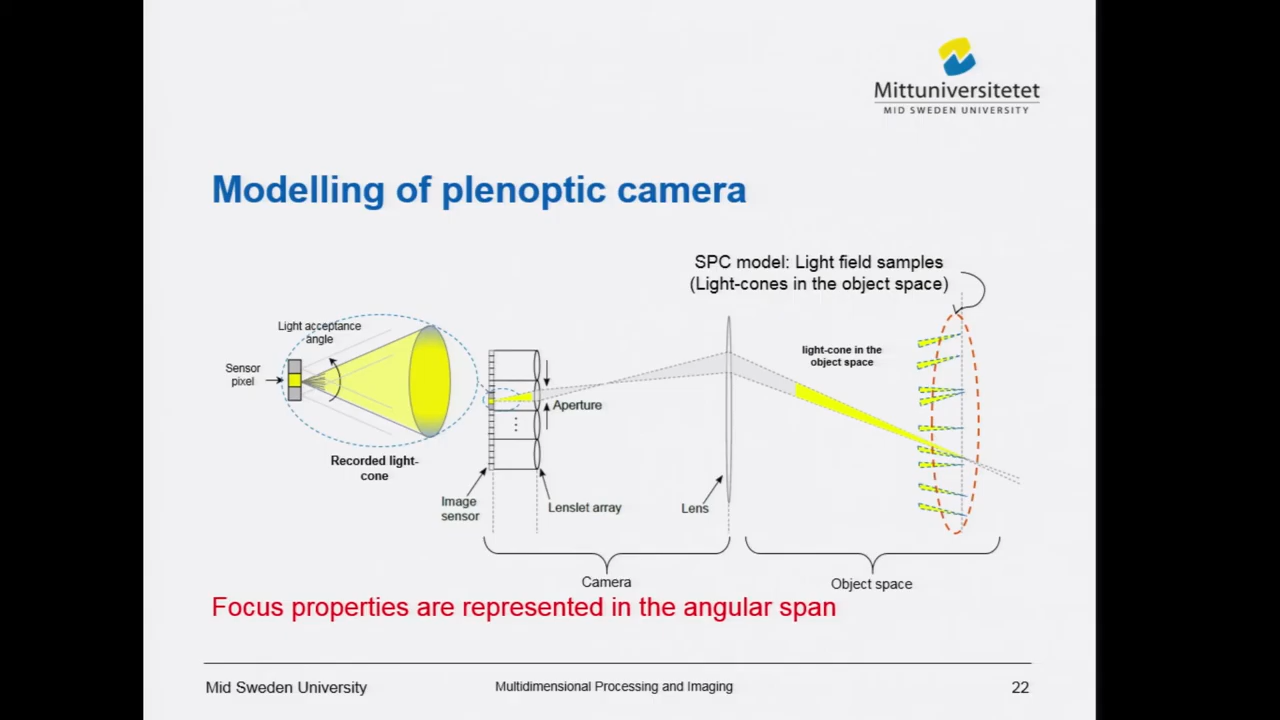 Mittuniversitetet
MID SWEDEN UNIVERSITY
Modelling of plenoptic camera
SPC model: Light field samples
(Light-cones in the object space)
Light acceptance
angle
Sensor
pixel
Recorded light-
cone
Aperture
Image
sensor
Lenslet array
Lens
light-cone in the
object space
Camera
Object space
Focus properties are represented in the angular span
Mid Sweden University
Multidimensional Processing and Imaging
22